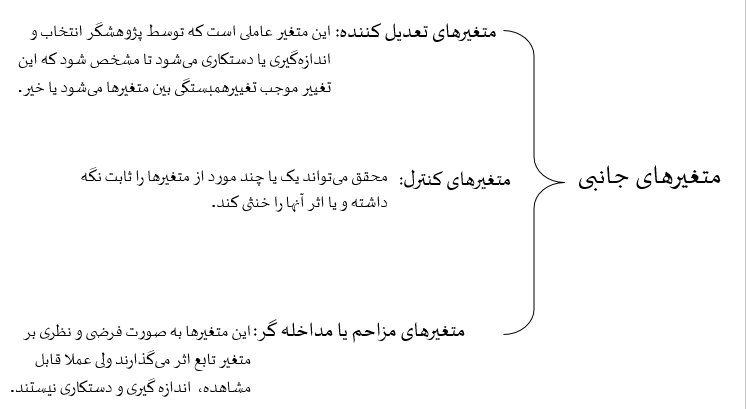 متغیرهای جانبی
متغیرهای تعدیل کننده: این متغیر عاملی است که توسط پژوهشگر انتخاب و
اندازه‌گیری یا دستکاری می‌شود تا مشخص شود که این
تغییر موجب تغییرهمبستگی بین متغیرها می‌شود یا خیر.
متغیرهای کنترل: محقق می‌تواند یک یا چند مورد از متغیرها را ثابت نگه
داشته و یا اثر آنها را خنثی کند.
متغیرهای مزاحم یا مداخله گر: این متغیرها به صورت فرضی و نظری بر
متغیر تابع اثر می‌گذارند ولی عملا قابل
مشاهده، اندازه گیری و دستکاری نیستند.